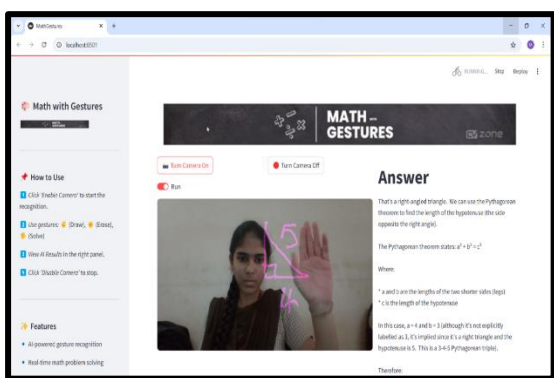 MathGestures
localhost:8501
Stop
Deploy
Math with Gestures
MATH
GESTURES
zone
Turn Camera On
Turn Camera Off
Run
How to Use
1 Click 'Enable Camera' to start the
recognition.
2 Use gestures: (Draw), (Erase),
(Solve)
3 View AI Results in the right panel.
4 Click 'Disable Camera' to stop.
Features
AI-powered gesture recognition
Real-time math problem solving
5
4
Answer
That's a right-angled triangle. We can use the Pythagorean
theorem to find the length of the hypotenuse (the side
opposite the right angle).
The Pythagorean theorem states: a² + b² = c²
Where:
* a and b are the lengths of the two shorter sides (legs)
* c is the length of the hypotenuse
In this case, a = 4 and b = 3 (although it's not explicitly
labelled as 3, it's implied since it's a right triangle and the
hypotenuse is 5. This is a 3-4-5 Pythagorean triple).
Therefore: